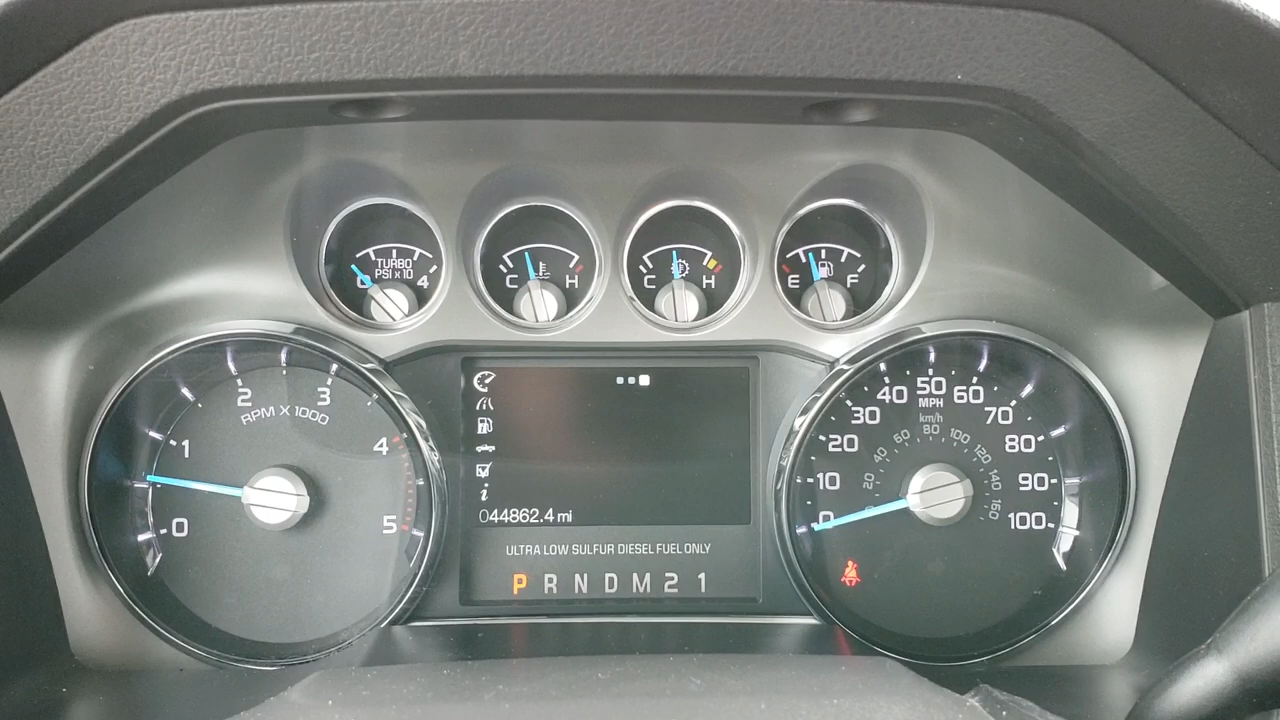 TURBO
PSI x 10
0 4
C H
C H
E F
0 1 2 3 4 5
RPM X 1000
044862.4 mi
ULTRA LOW SULFUR DIESEL FUEL ONLY
P R N D M 2 1
0 10 20 30 40 50 60 70 80 90 100
MPH
km/h
20 40 60 80 100 120 140 150